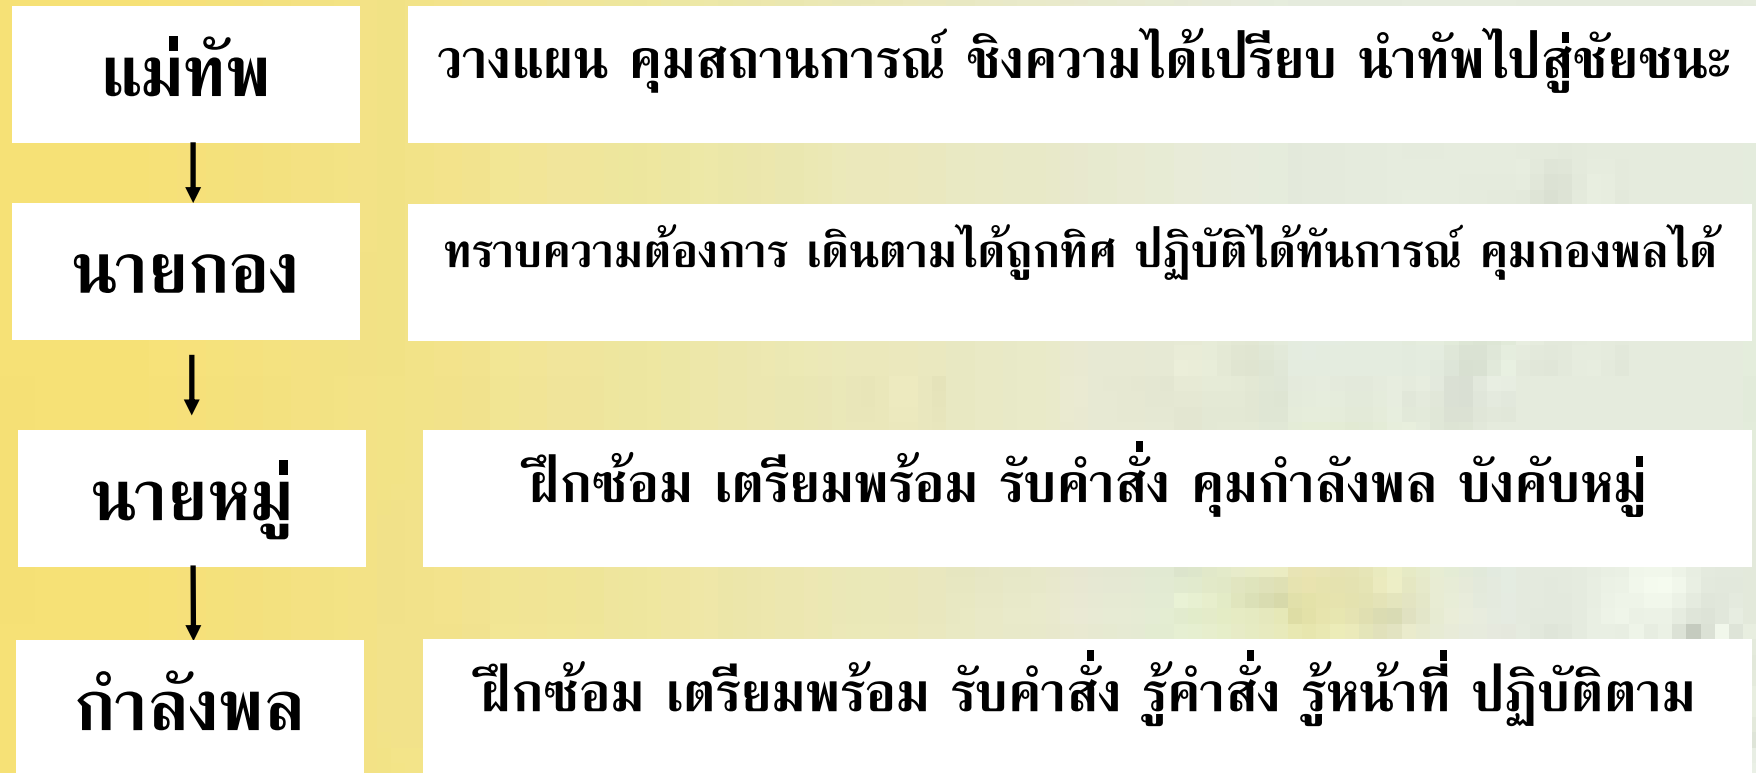 แม่ทัพ
วางแผน คุมสถานการณ์ ชิงความได้เปรียบ นำทัพไปสู่ชัยชนะ
นายกอง
ทราบความต้องการ เดินตามได้ถูกทิศ ปฏิบัติได้ทันการณ์ คุมกองพลได้
นายหมู่
ฝึกซ้อม เตรียมพร้อม รับคำสั่ง คุมกำลังพล บังคับหมู่
กำลังพล
ฝึกซ้อม เตรียมพร้อม รับคำสั่ง รู้คำสั่ง รู้หน้าที่ ปฏิบัติตาม